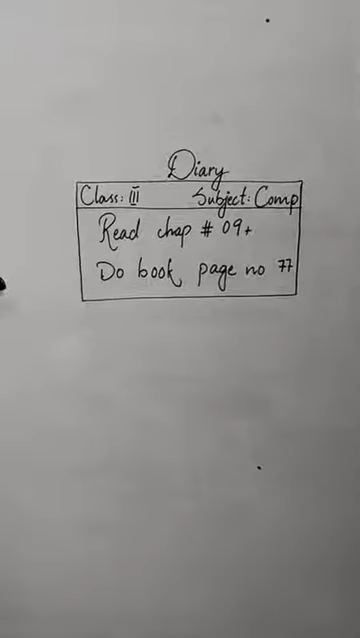 Diary
Class: III Subject: Comp
Read chap # 09+
Do book page no 77